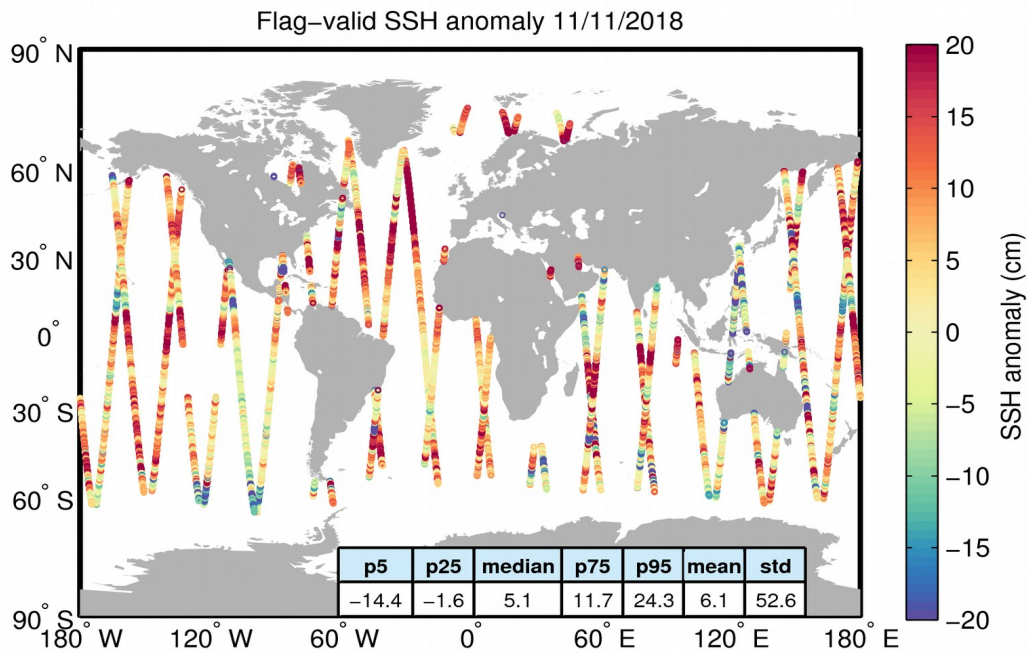 Flag−valid SSH anomaly 11/11/2018
90° N
60° N
30° N
0°
30° S
60° S
90° S
180° W
120° W
60° W
0°
60° E
120° E
180° E
p5 p25 median p75 p95 mean std
−14.4 −1.6 5.1 11.7 24.3 6.1 52.6
20
15
10
5
0
−5
−10
−15
−20
SSH anomaly (cm)